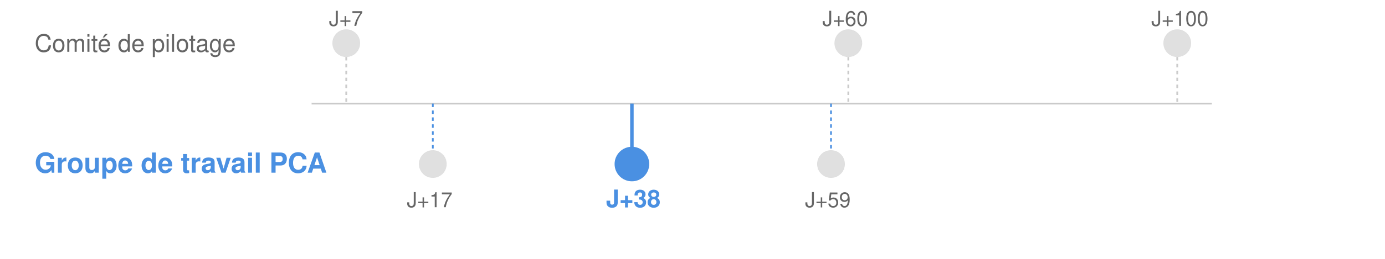 J+7
J+60
J+100
Comité de pilotage
Groupe de travail PCA
J+17
J+38
J+59